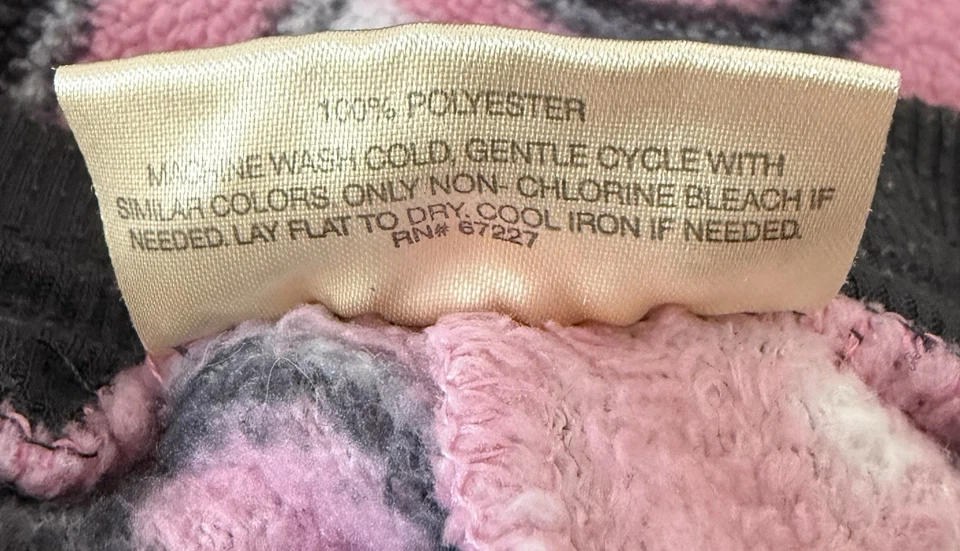 100% POLYESTER
MACHINE WASH COLD, GENTLE CYCLE WITH
SIMILAR COLORS. ONLY NON- CHLORINE BLEACH IF
NEEDED. LAY FLAT TO DRY. COOL IRON IF NEEDED.
RN# 67227